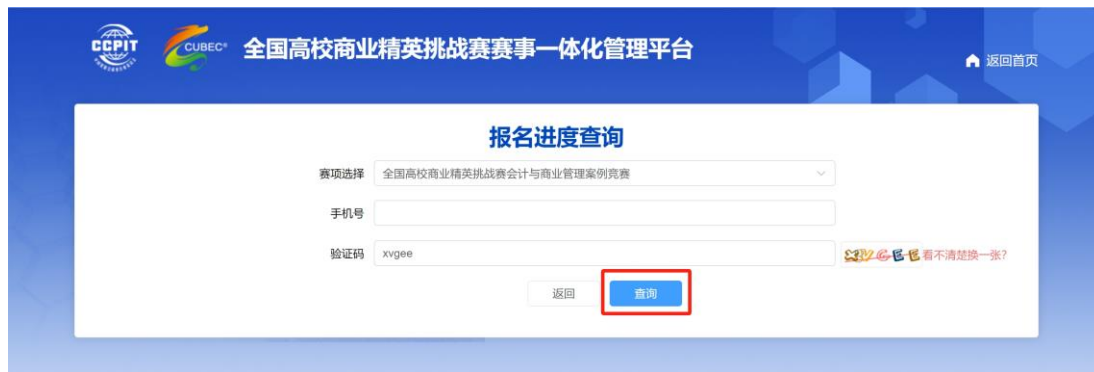 CCPIT
CUBEC
全国高校商业精英挑战赛赛事一体化管理平台
返回首页
报名进度查询
赛项选择 全国高校商业精英挑战赛会计与商业管理案例竞赛
手机号
验证码 xvgee 看不清楚换一张?
返回 查询